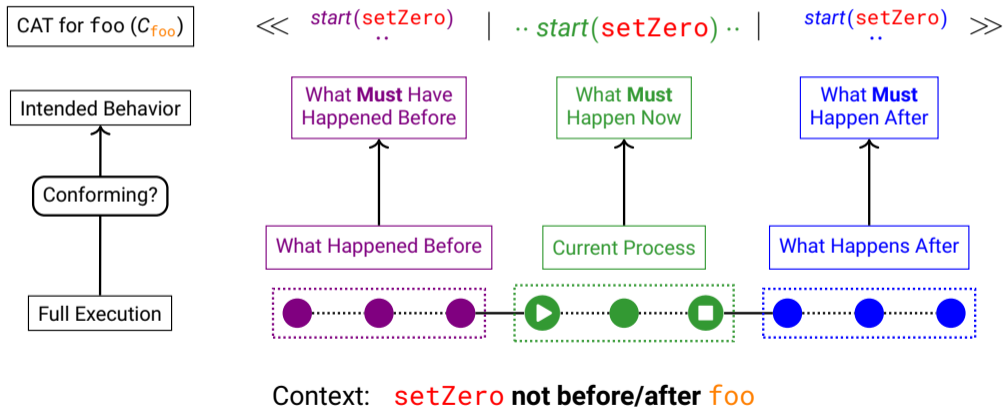 CAT for foo (C_foo) ≪ start(setZero) ·· | ·· start(setZero) ·· | start(setZero) ·· ≫
Intended Behavior
What Must Have
Happened Before
What Must
Happen Now
What Must
Happen After
Conforming?
What Happened Before
Current Process
What Happens After
Full Execution
Context: setZero not before/after foo